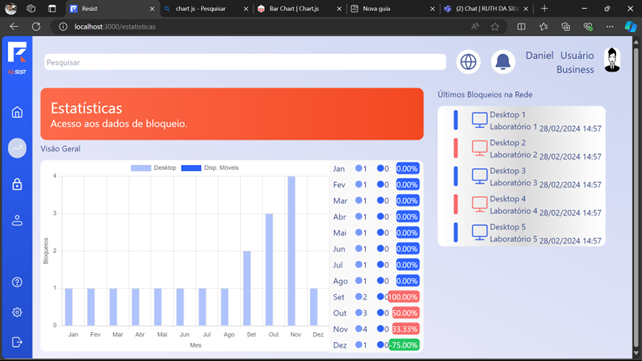 Resist
chart js - Pesquisar
Bar Chart | Chart.js
Nova guia
(2) Chat | RUTH DA SILV
localhost:3000/estatisticas
RESIST
Pesquisar
Daniel Usuário
Business
Estatísticas
Acesso aos dados de bloqueio.
Visão Geral
Desktop
Disp. Móveis
Bloqueios
4
3
2
1
0
Jan Fev Mar Abr Mai Jun Jul Ago Set Out Nov Dez
Mes
Jan 1 0 0.00%
Fev 1 0 0.00%
Mar 1 0 0.00%
Abr 1 0 0.00%
Mai 1 0 0.00%
Jun 1 0 0.00%
Jul 1 0 0.00%
Ago 1 0 0.00%
Set 2 0 100.00%
Out 3 0 50.00%
Nov 4 0 33.33%
Dez 1 0 -75.00%
Últimos Bloqueios na Rede
Desktop 1
Laboratório 1 28/02/2024 14:57
Desktop 2
Laboratório 2 28/02/2024 14:57
Desktop 3
Laboratório 3 28/02/2024 14:57
Desktop 4
Laboratório 4 28/02/2024 14:57
Desktop 5
Laboratório 5 28/02/2024 14:57